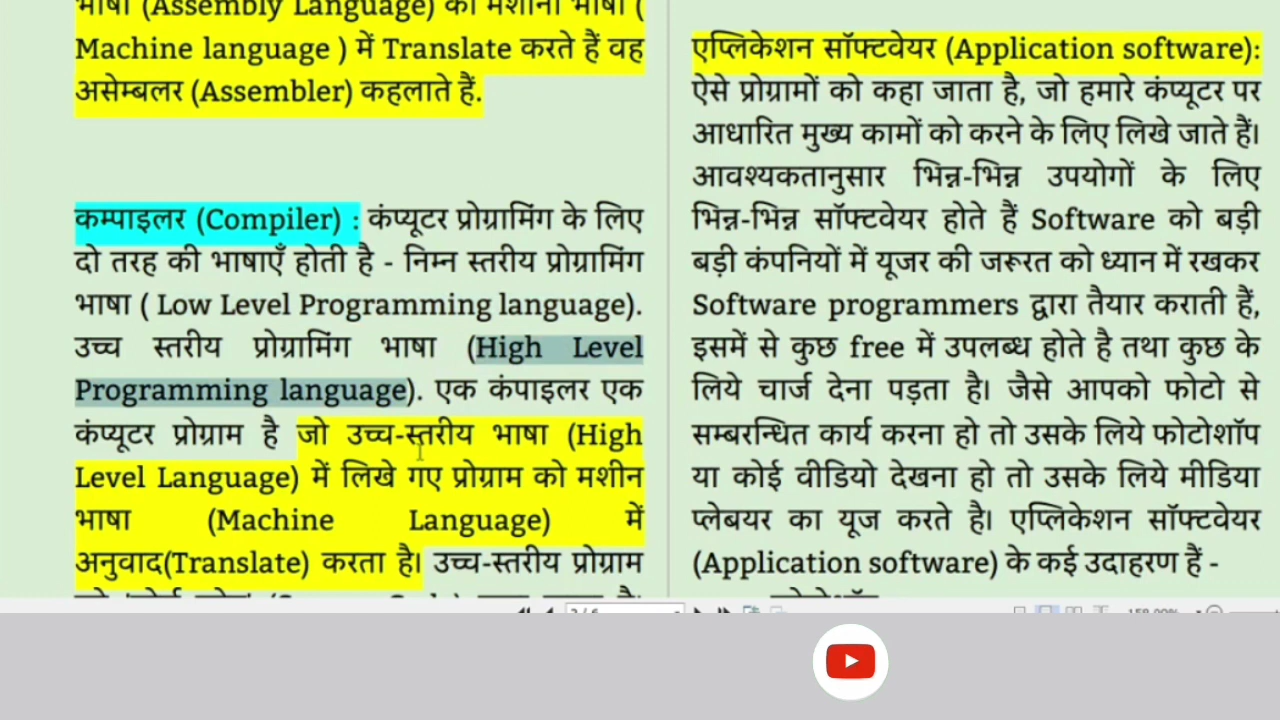 भाषा (Assembly Language) को मशीनी भाषा (
Machine language ) में Translate करते हैं वह
असेम्बलर (Assembler) कहलाते हैं.
कम्पाइलर (Compiler) : कंप्यूटर प्रोग्रामिंग के लिए
दो तरह की भाषाएँ होती है - निम्न स्तरीय प्रोग्रामिंग
भाषा ( Low Level Programming language).
उच्च स्तरीय प्रोग्रामिंग भाषा (High Level
Programming language). एक कंपाइलर एक
कंप्यूटर प्रोग्राम है जो उच्च-स्तरीय भाषा (High
Level Language) में लिखे गए प्रोग्राम को मशीन
भाषा (Machine Language) में
अनुवाद(Translate) करता है। उच्च-स्तरीय प्रोग्राम
एप्लिकेशन सॉफ्टवेयर (Application software):
ऐसे प्रोग्रामों को कहा जाता है, जो हमारे कंप्यूटर पर
आधारित मुख्य कामों को करने के लिए लिखे जाते हैं।
आवश्यकतानुसार भिन्न-भिन्न उपयोगों के लिए
भिन्न-भिन्न सॉफ्टवेयर होते हैं Software को बड़ी
बड़ी कंपनियों में यूजर की जरूरत को ध्यान में रखकर
Software programmers द्वारा तैयार कराती हैं,
इसमें से कुछ free में उपलब्ध होते है तथा कुछ के
लिये चार्ज देना पड़ता है। जैसे आपको फोटो से
सम्बरन्धित कार्य करना हो तो उसके लिये फोटोशॉप
या कोई वीडियो देखना हो तो उसके लिये मीडिया
प्लेबयर का यूज करते है। एप्लिकेशन सॉफ्टवेयर
(Application software) के कई उदाहरण हैं -